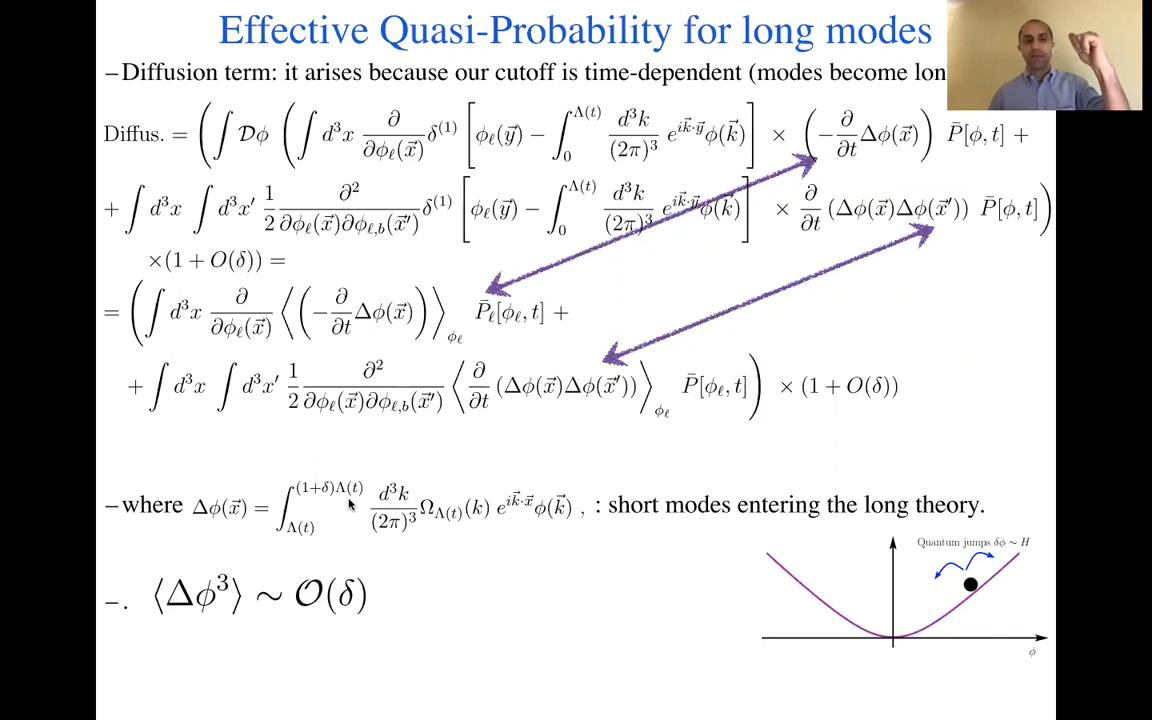 Effective Quasi-Probability for long modes
–Diffusion term: it arises because our cutoff is time-dependent (modes become lon
Diffus. = (∫ 𝒟ϕ (∫ d³x ∂/∂ϕ_ℓ(x⃗) δ^(1) [ϕ_ℓ(y⃗) − ∫_0^Λ(t) d³k/(2π)³ e^{ik⃗·y⃗} ϕ(k⃗)] × (−∂/∂t Δϕ(x⃗)) P̄[ϕ, t] +
+ ∫ d³x ∫ d³x′ 1/2 ∂²/∂ϕ_ℓ(x⃗)∂ϕ_{ℓ,b}(x⃗′) δ^(1) [ϕ_ℓ(y⃗) − ∫_0^Λ(t) d³k/(2π)³ e^{ik⃗·y⃗} ϕ(k⃗)] × ∂/∂t (Δϕ(x⃗)Δϕ(x⃗′)) P̄[ϕ, t])
×(1 + O(δ)) =
= (∫ d³x ∂/∂ϕ_ℓ(x⃗) ⟨(−∂/∂t Δϕ(x⃗))⟩_{ϕ_ℓ} P̄_ℓ[ϕ_ℓ, t] +
+ ∫ d³x ∫ d³x′ 1/2 ∂²/∂ϕ_ℓ(x⃗)∂ϕ_{ℓ,b}(x⃗′) ⟨∂/∂t (Δϕ(x⃗)Δϕ(x⃗′))⟩_{ϕ_ℓ} P̄[ϕ_ℓ, t]) × (1 + O(δ))
–where Δϕ(x⃗) = ∫_{Λ(t)}^{(1+δ)Λ(t)} d³k/(2π)³ Ω_{Λ(t)}(k) e^{ik⃗·x⃗} ϕ(k⃗) , : short modes entering the long theory.
Quantum jumps δϕ ∼ H
–. ⟨Δϕ³⟩ ∼ 𝒪(δ)
ϕ